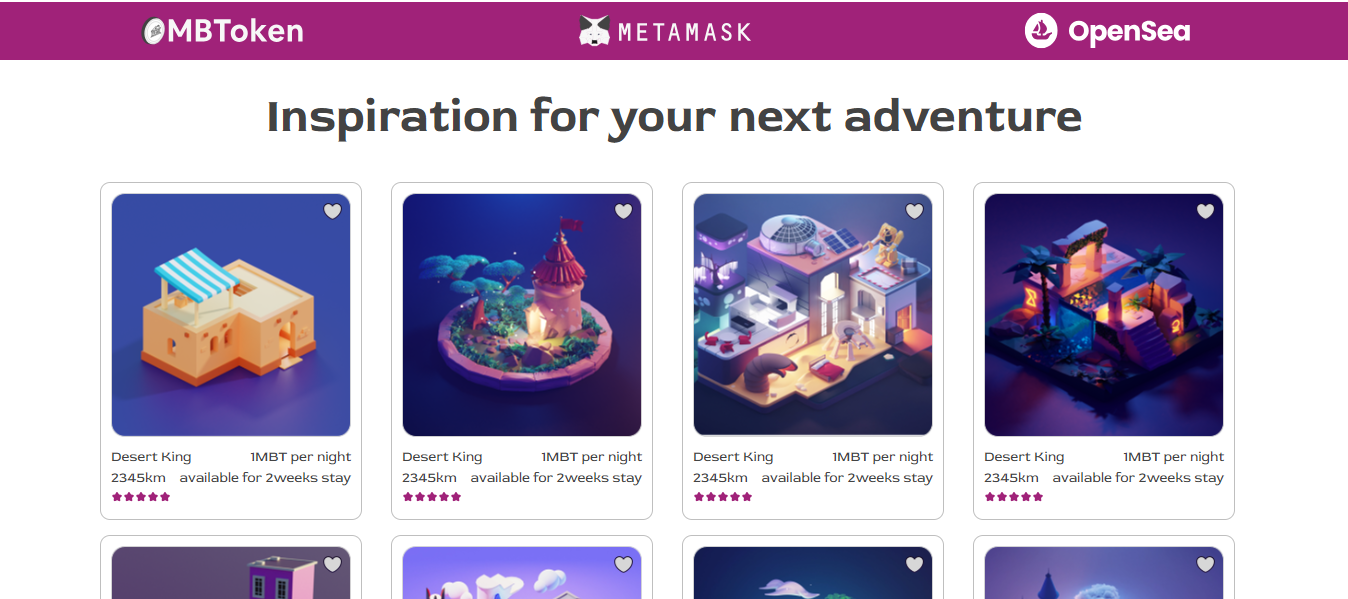 MBToken METAMASK OpenSea
Inspiration for your next adventure
Desert King 1MBT per night
2345km available for 2weeks stay
Desert King 1MBT per night
2345km available for 2weeks stay
Desert King 1MBT per night
2345km available for 2weeks stay
Desert King 1MBT per night
2345km available for 2weeks stay